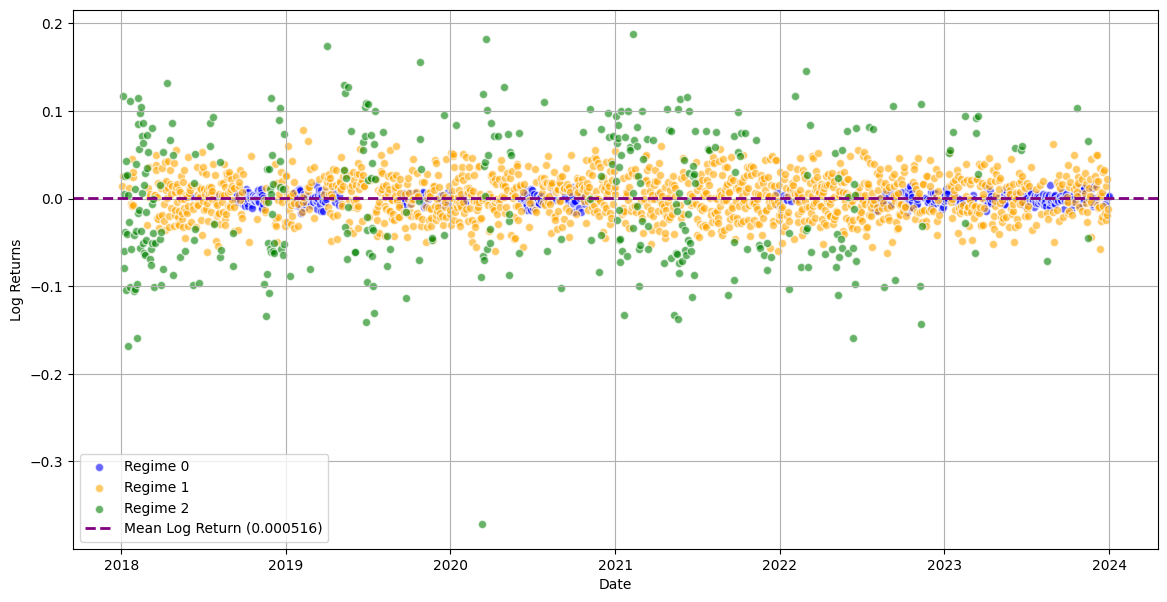 0.2
0.1
0.0
−0.1
−0.2
−0.3
Log Returns
Regime 0
Regime 1
Regime 2
Mean Log Return (0.000516)
2018 2019 2020 2021 2022 2023 2024
Date